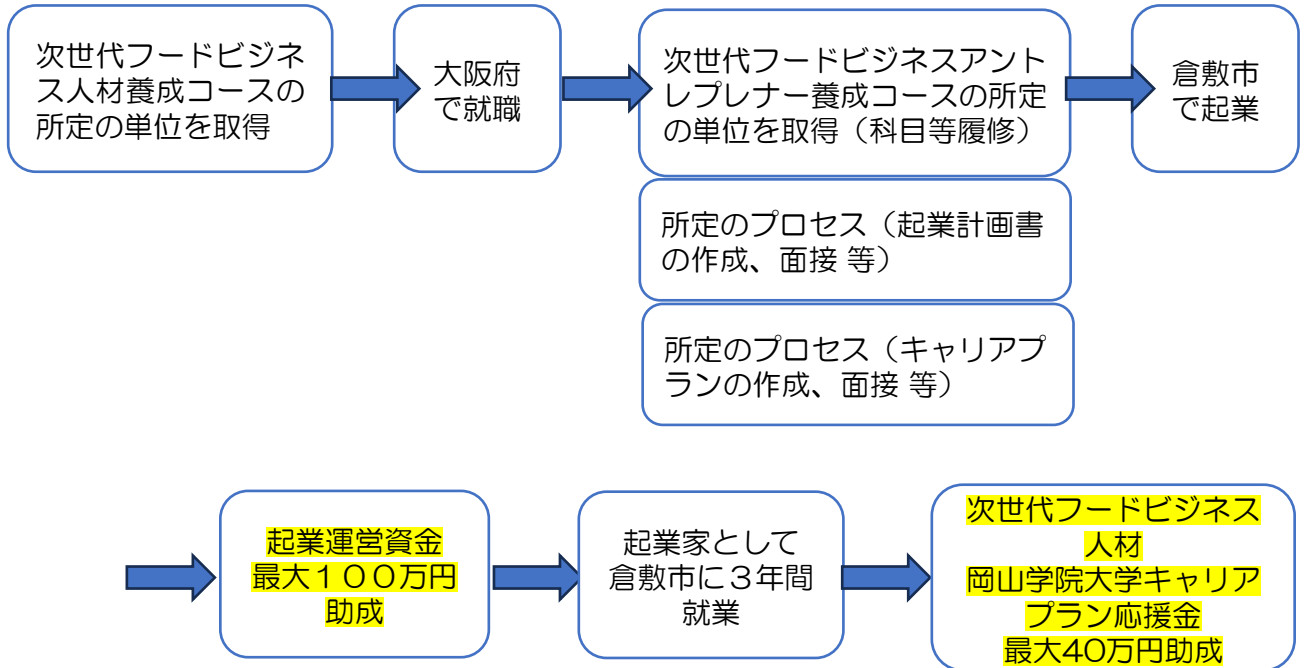 次世代フードビジネ
ス人材養成コースの
所定の単位を取得
大阪府
で就職
次世代フードビジネスアント
レプレナー養成コースの所定
の単位を取得（科目等履修）
倉敷市
で起業
所定のプロセス（起業計画書
の作成、面接 等）
所定のプロセス（キャリアプ
ランの作成、面接 等）
起業運営資金
最大１００万円
助成
起業家として
倉敷市に３年間
就業
次世代フードビジネス
人材
岡山学院大学キャリア
プラン応援金
最大40万円助成